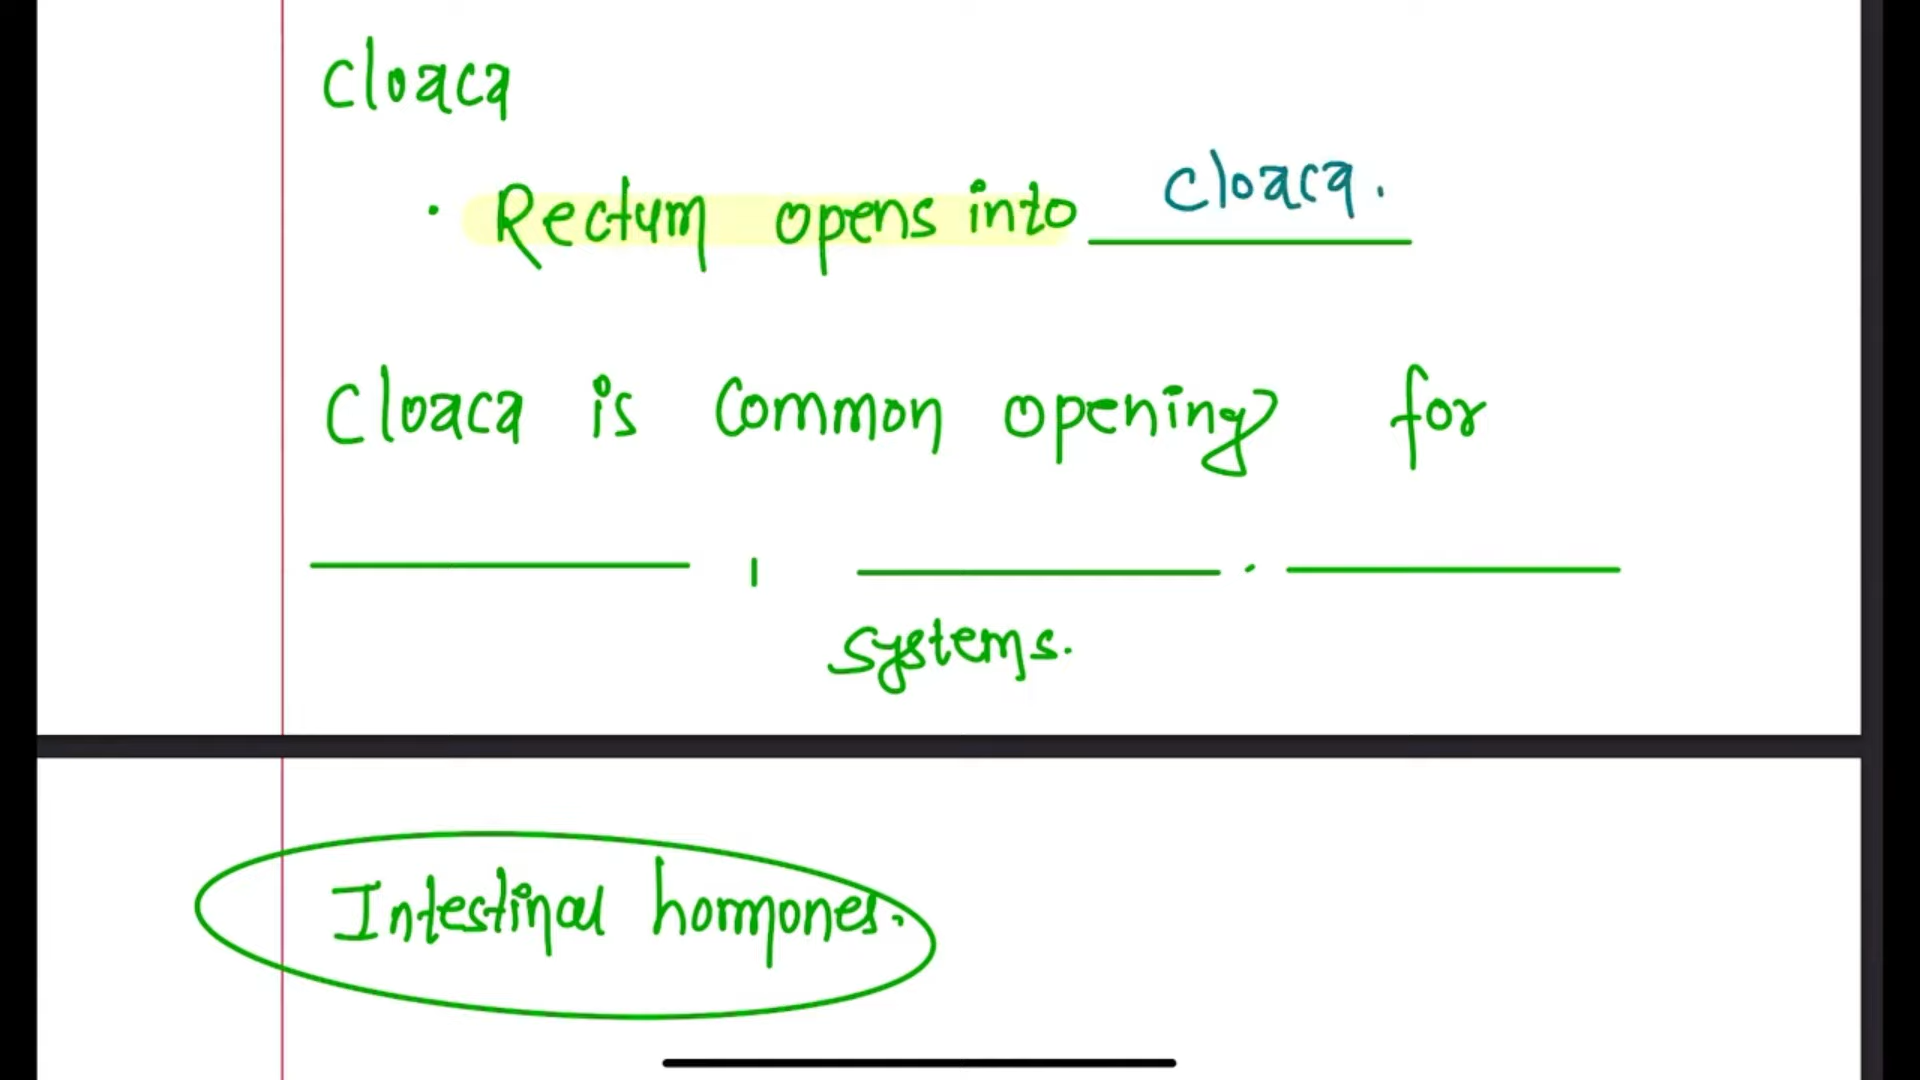 Cloaca
· Rectum opens into cloaca.
Cloaca is Common opening for
, .
systems.
Intestinal hormones.